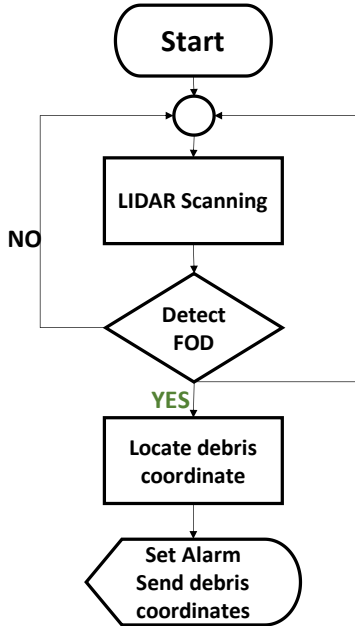 Start
LIDAR Scanning
NO
Detect
FOD
YES
Locate debris
coordinate
Set Alarm
Send debris
coordinates